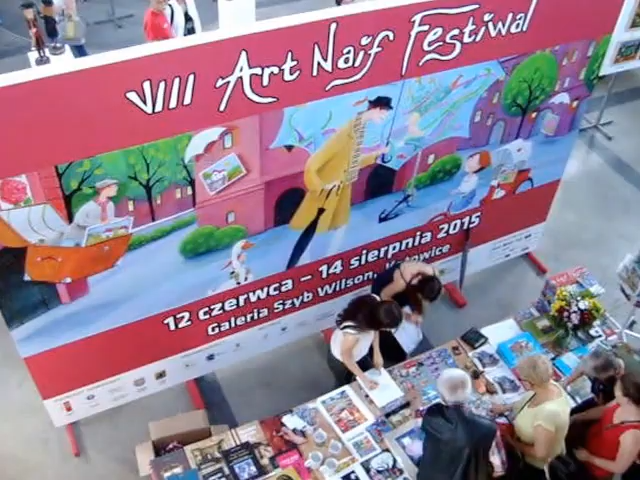 VIII Art Naif Festiwal
12 czerwca – 14 sierpnia 2015
Galeria Szyb Wilson, Katowice